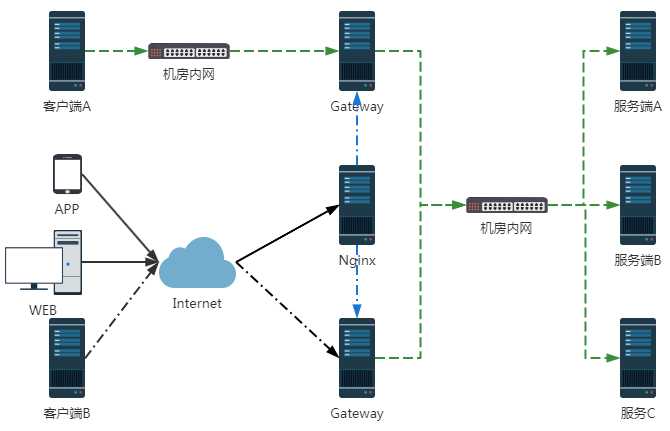 客户端A
机房内网
Gateway
服务端A
APP
WEB
Internet
Nginx
机房内网
服务端B
客户端B
Gateway
服务C